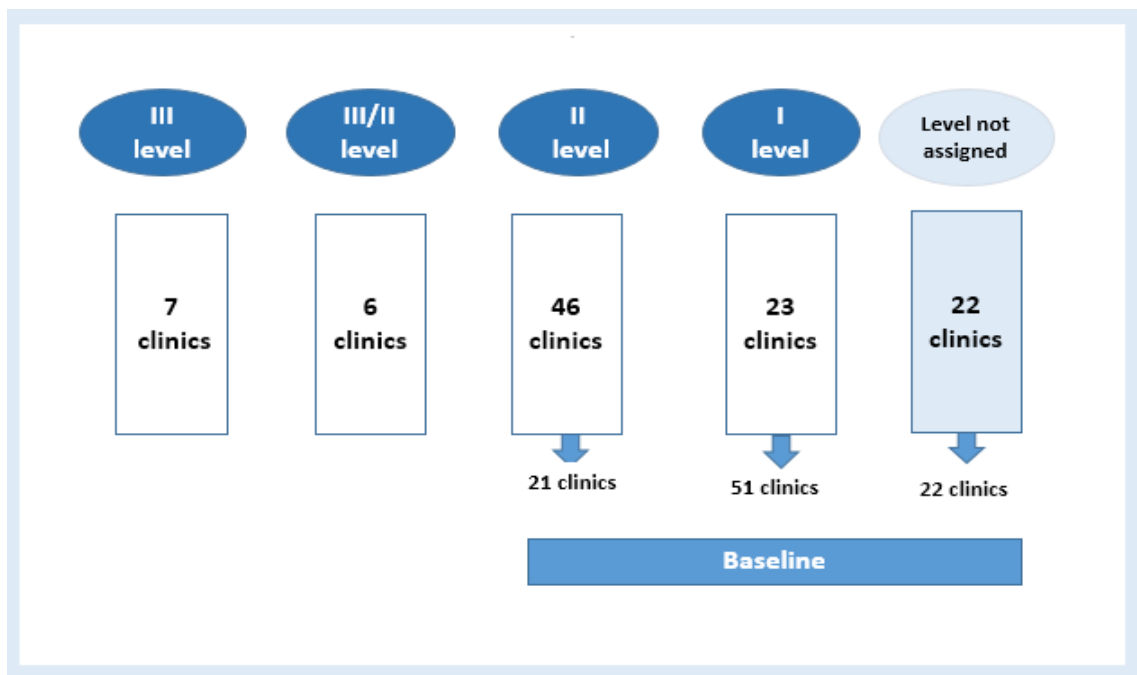 III
level
III/II
level
II
level
I
level
Level not
assigned
7
clinics
6
clinics
46
clinics
23
clinics
22
clinics
21 clinics
51 clinics
22 clinics
Baseline